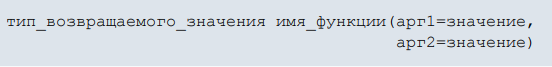 тип_возвращаемого_значения имя_функции(арг1=значение,
арг2=значение)